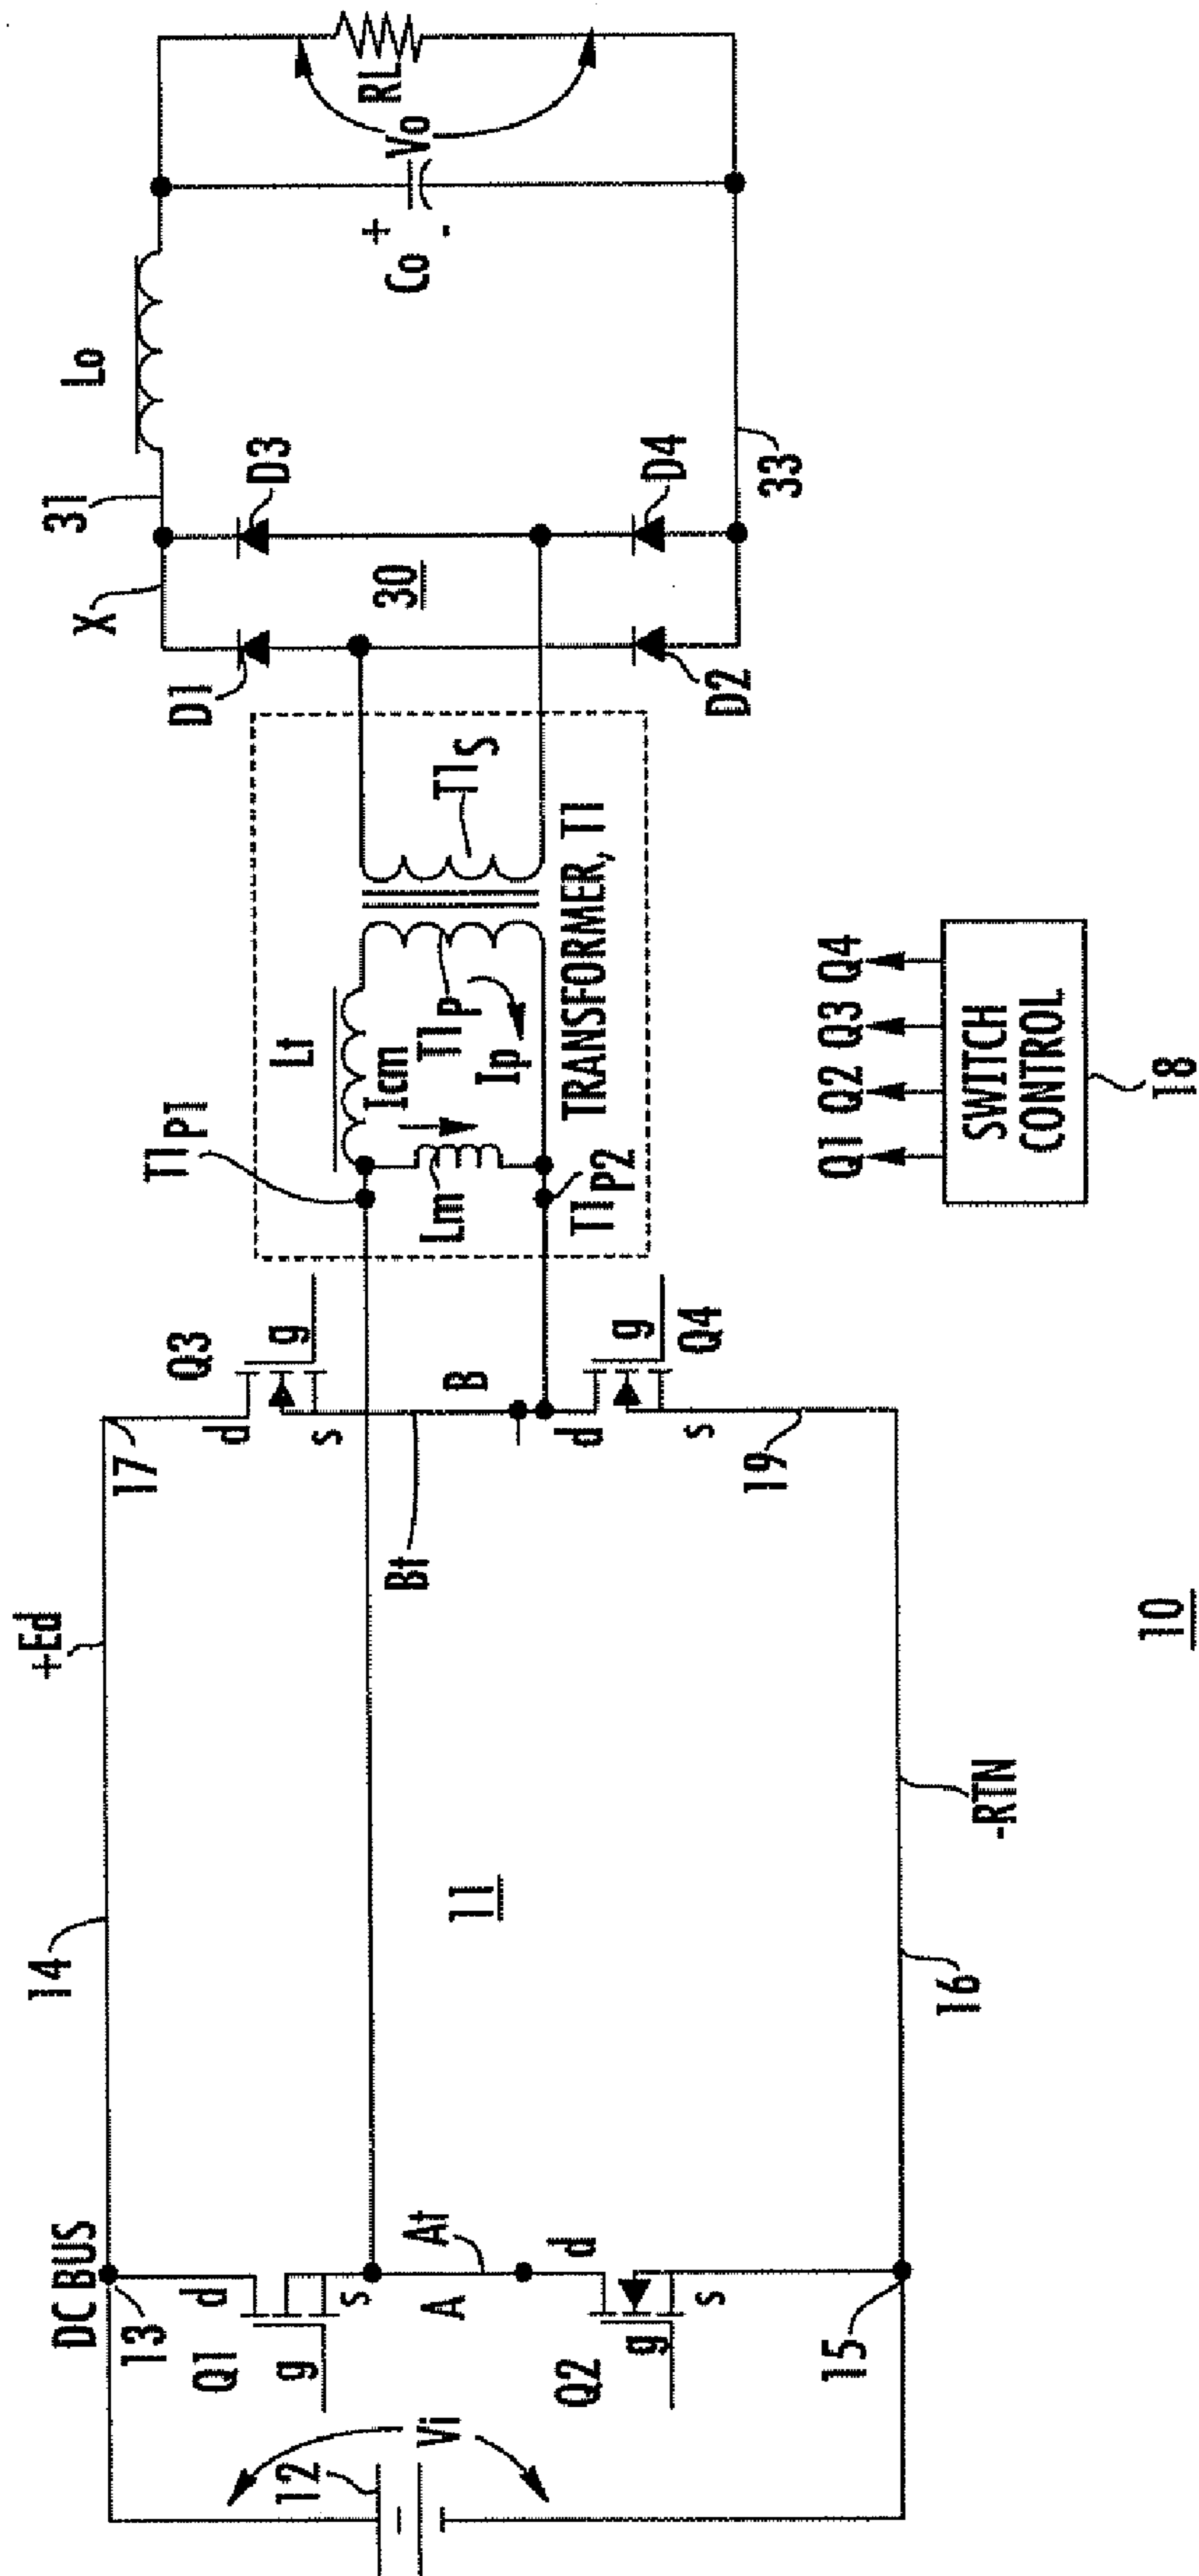 DC BUS
+Ed
14
13
17
Q1
d
g
s
12
Vi
A
At
Q2
d
g
s
15
16
-RTN
11
Q3
d
g
s
B
Bt
Q4
d
g
s
19
T1P1
T1P2
Lt
Icm
Lm
T1P
Ip
T1S
TRANSFORMER, T1
D1
D2
D3
D4
X
31
30
33
Lo
Co
+
-
Vo
RL
Q1 Q2 Q3 Q4
SWITCH
CONTROL
18
10